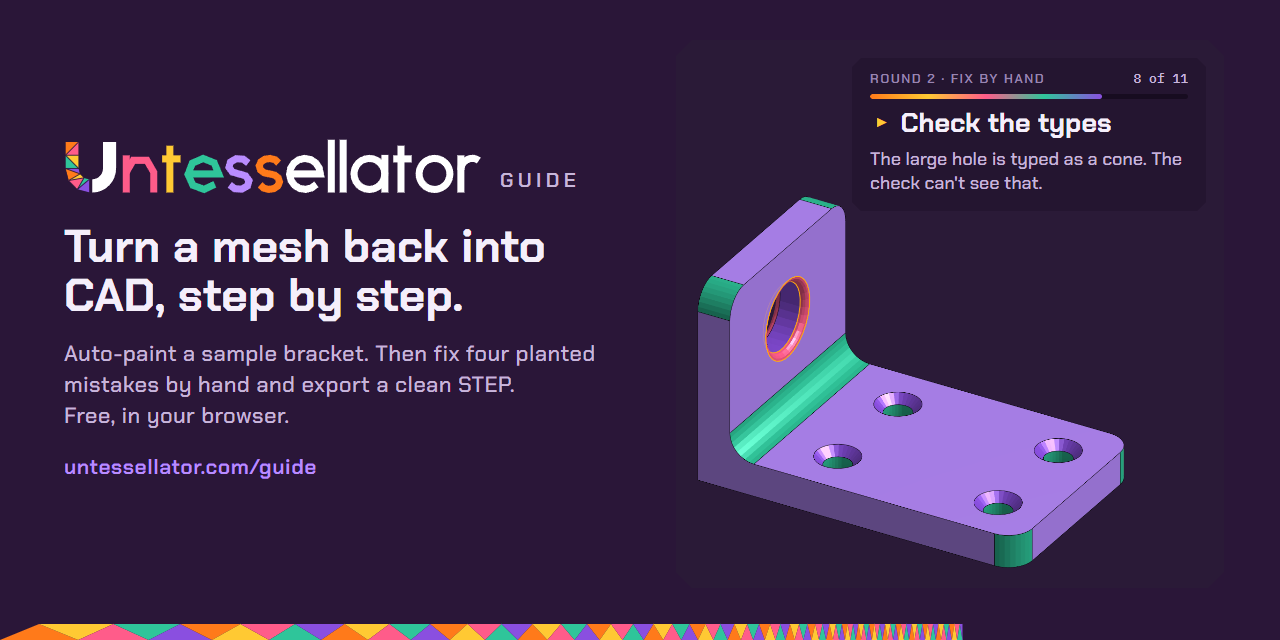 Untessellator GUIDE
Turn a mesh back into
CAD, step by step.
Auto-paint a sample bracket. Then fix four planted
mistakes by hand and export a clean STEP.
Free, in your browser.
untessellator.com/guide
ROUND 2 · FIX BY HAND 8 of 11
Check the types
The large hole is typed as a cone. The
check can't see that.